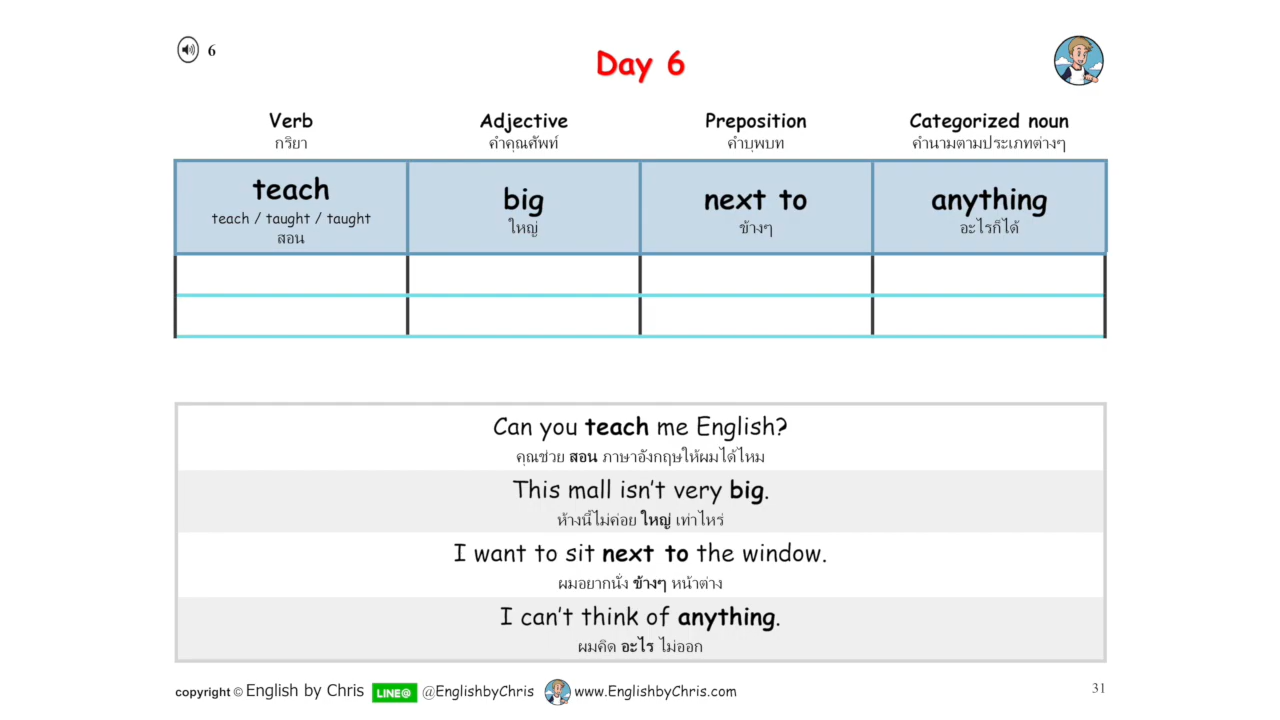 6
Day 6
Verb Adjective Preposition Categorized noun
กริยา คำคุณศัพท์ คำบุพบท คำนามตามประเภทต่างๆ
teach big next to anything
teach / taught / taught ใหญ่ ข้างๆ อะไรก็ได้
สอน
Can you teach me English?
คุณช่วย สอน ภาษาอังกฤษให้ผมได้ไหม
This mall isn't very big.
ห้างนี้ไม่ค่อย ใหญ่ เท่าไหร่
I want to sit next to the window.
ผมอยากนั่ง ข้างๆ หน้าต่าง
I can't think of anything.
ผมคิด อะไร ไม่ออก
copyright © English by Chris LINE@ @EnglishbyChris www.EnglishbyChris.com 31